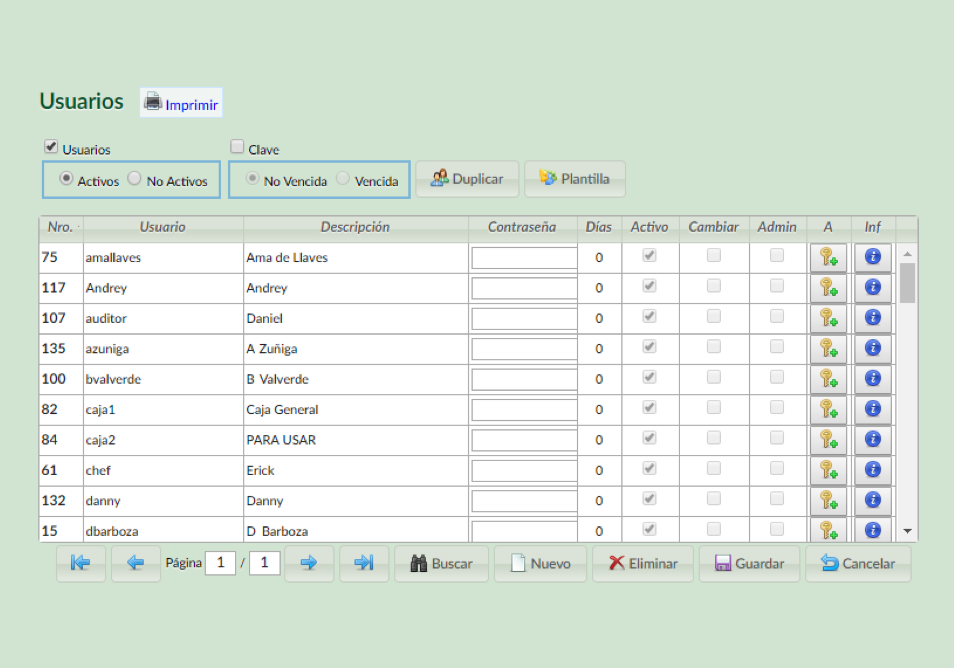 Usuarios Imprimir
Usuarios Clave
Activos No Activos No Vencida Vencida Duplicar Plantilla
Nro. Usuario Descripción Contraseña Días Activo Cambiar Admin A Inf
75 amallaves Ama de Llaves 0
117 Andrey Andrey 0
107 auditor Daniel 0
135 azuniga A Zuñiga 0
100 bvalverde B Valverde 0
82 caja1 Caja General 0
84 caja2 PARA USAR 0
61 chef Erick 0
132 danny Danny 0
15 dbarboza D Barboza 0
Página 1 / 1 Buscar Nuevo Eliminar Guardar Cancelar